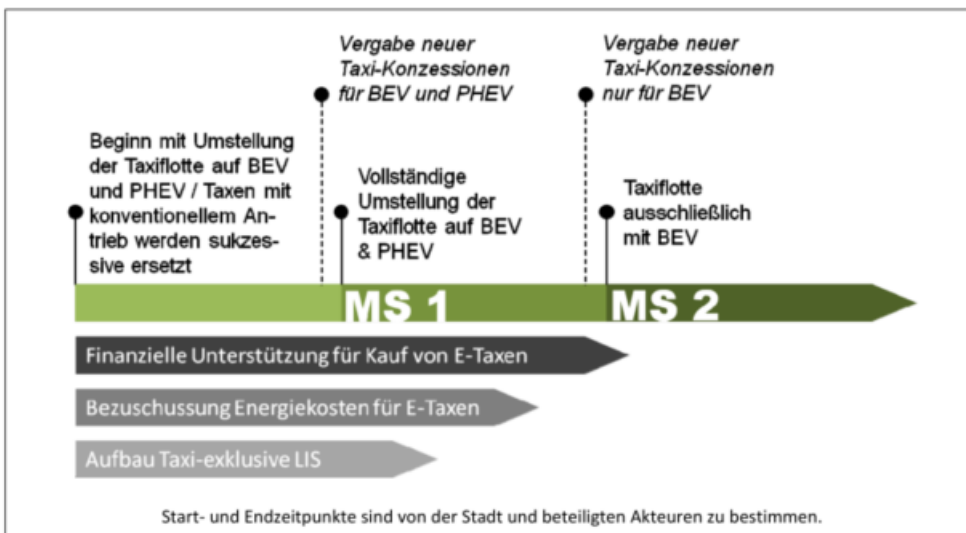 Vergabe neuer
Taxi-Konzessionen
für BEV und PHEV
Vergabe neuer
Taxi-Konzessionen
nur für BEV
Beginn mit Umstellung
der Taxiflotte auf BEV
und PHEV / Taxen mit
konventionellem An-
trieb werden sukzes-
sive ersetzt
Vollständige
Umstellung der
Taxiflotte auf BEV
& PHEV
Taxiflotte
ausschließlich
mit BEV
MS 1
MS 2
Finanzielle Unterstützung für Kauf von E-Taxen
Bezuschussung Energiekosten für E-Taxen
Aufbau Taxi-exklusive LIS
Start- und Endzeitpunkte sind von der Stadt und beteiligten Akteuren zu bestimmen.